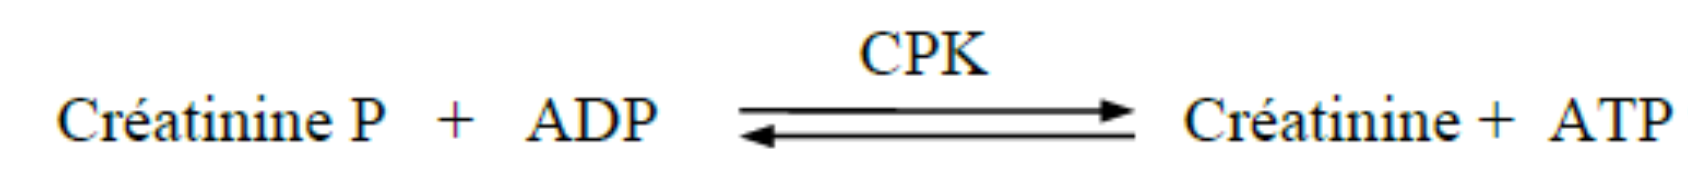 CPK
Créatinine P + ADP Créatinine + ATP